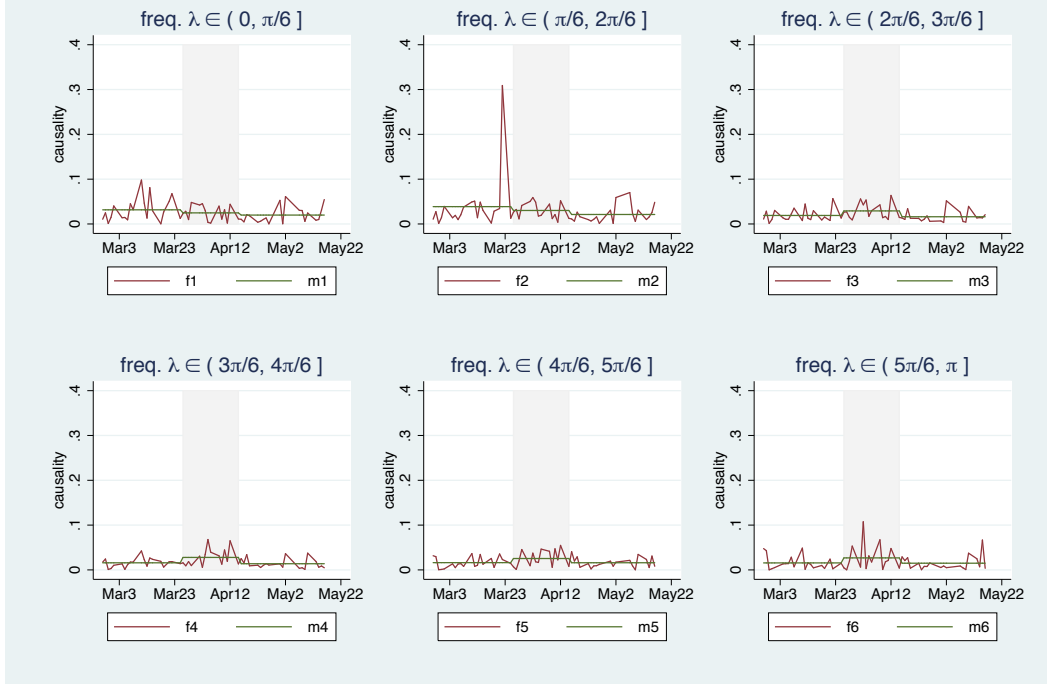 freq. λ ∈ ( 0, π/6 ]
freq. λ ∈ ( π/6, 2π/6 ]
freq. λ ∈ ( 2π/6, 3π/6 ]
causality
0 .1 .2 .3 .4
Mar3 Mar23 Apr12 May2 May22
f1 m1
causality
0 .1 .2 .3 .4
Mar3 Mar23 Apr12 May2 May22
f2 m2
causality
0 .1 .2 .3 .4
Mar3 Mar23 Apr12 May2 May22
f3 m3
freq. λ ∈ ( 3π/6, 4π/6 ]
freq. λ ∈ ( 4π/6, 5π/6 ]
freq. λ ∈ ( 5π/6, π ]
causality
0 .1 .2 .3 .4
Mar3 Mar23 Apr12 May2 May22
f4 m4
causality
0 .1 .2 .3 .4
Mar3 Mar23 Apr12 May2 May22
f5 m5
causality
0 .1 .2 .3 .4
Mar3 Mar23 Apr12 May2 May22
f6 m6